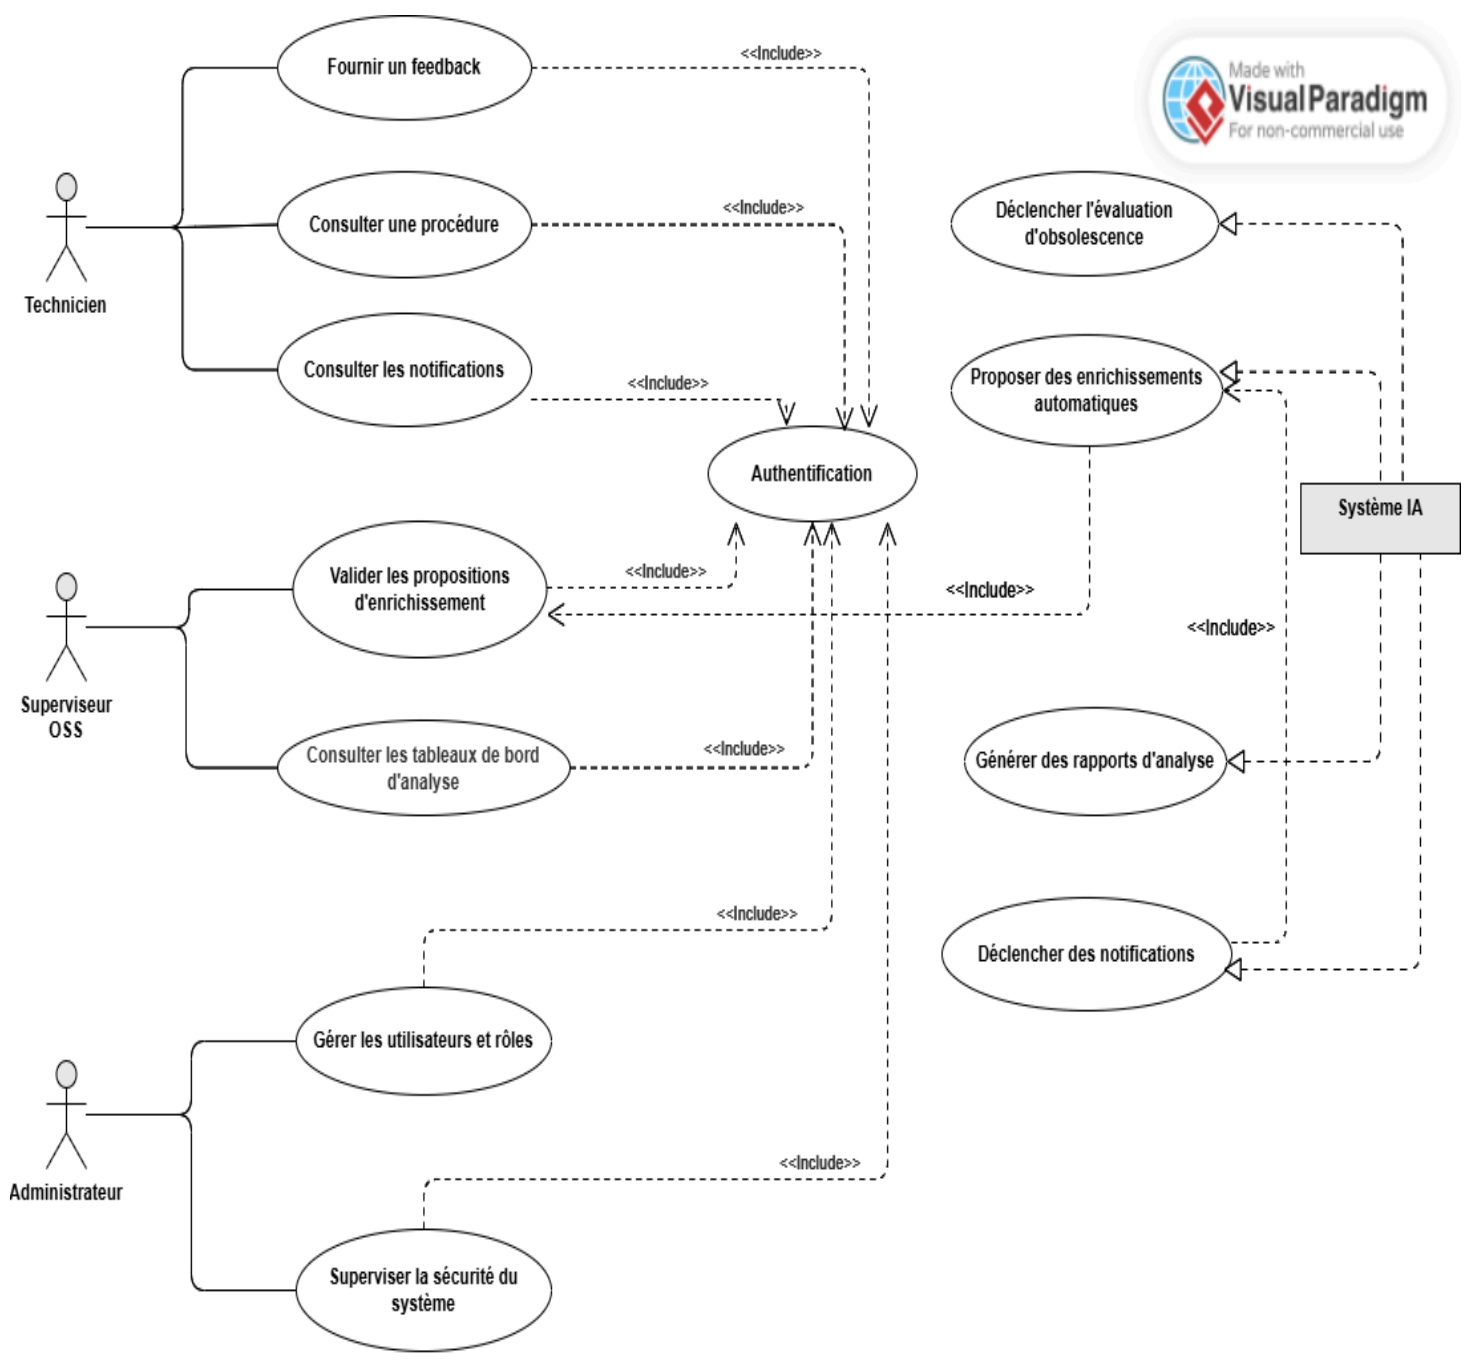 Fournir un feedback
<<Include>>
Made with
Visual Paradigm
For non-commercial use
Consulter une procédure
<<Include>>
Déclencher l'évaluation
d'obsolescence
Technicien
Consulter les notifications
<<Include>>
Proposer des enrichissements
automatiques
Authentification
Système IA
Valider les propositions
d'enrichissement
<<Include>>
<<Include>>
<<Include>>
Superviseur
OSS
Consulter les tableaux de bord
d'analyse
<<Include>>
Générer des rapports d'analyse
<<Include>>
Déclencher des notifications
Gérer les utilisateurs et rôles
<<Include>>
Administrateur
Superviser la sécurité du
système